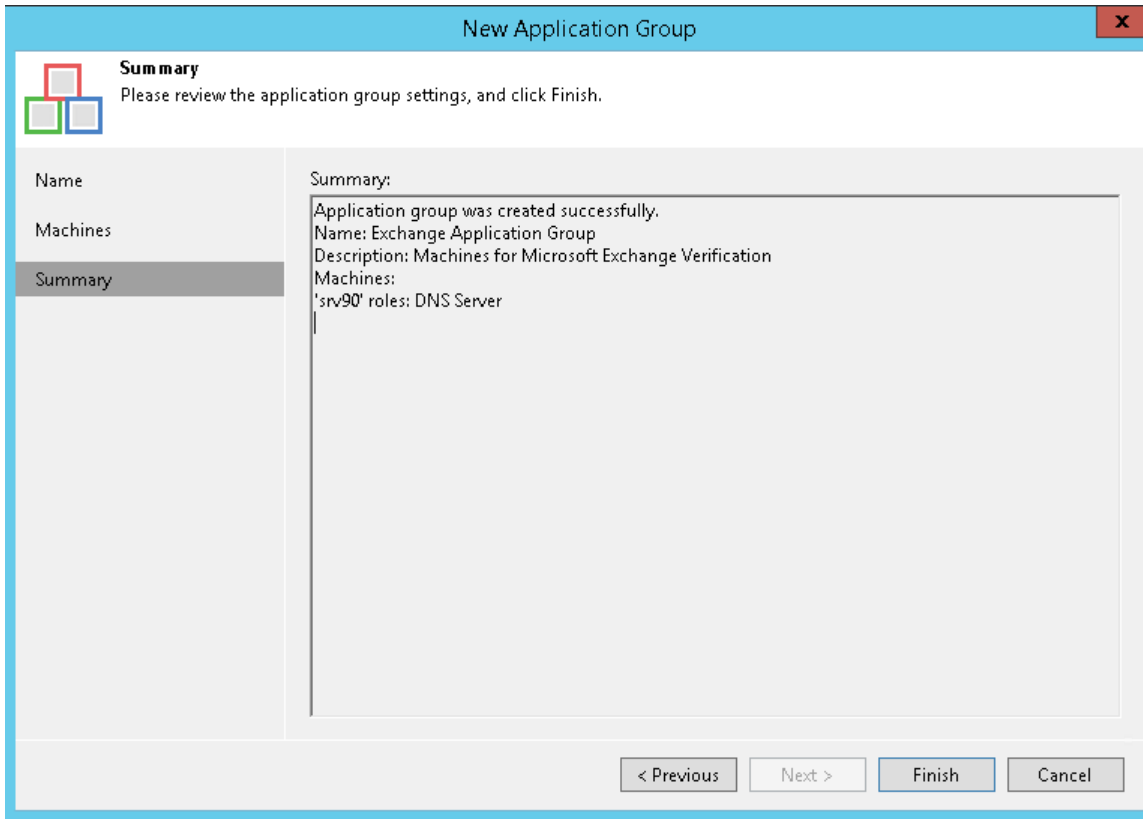 New Application Group
x
Summary
Please review the application group settings, and click Finish.
Name
Machines
Summary
Summary:
Application group was created successfully.
Name: Exchange Application Group
Description: Machines for Microsoft Exchange Verification
Machines:
'srv90' roles: DNS Server
< Previous
Next >
Finish
Cancel